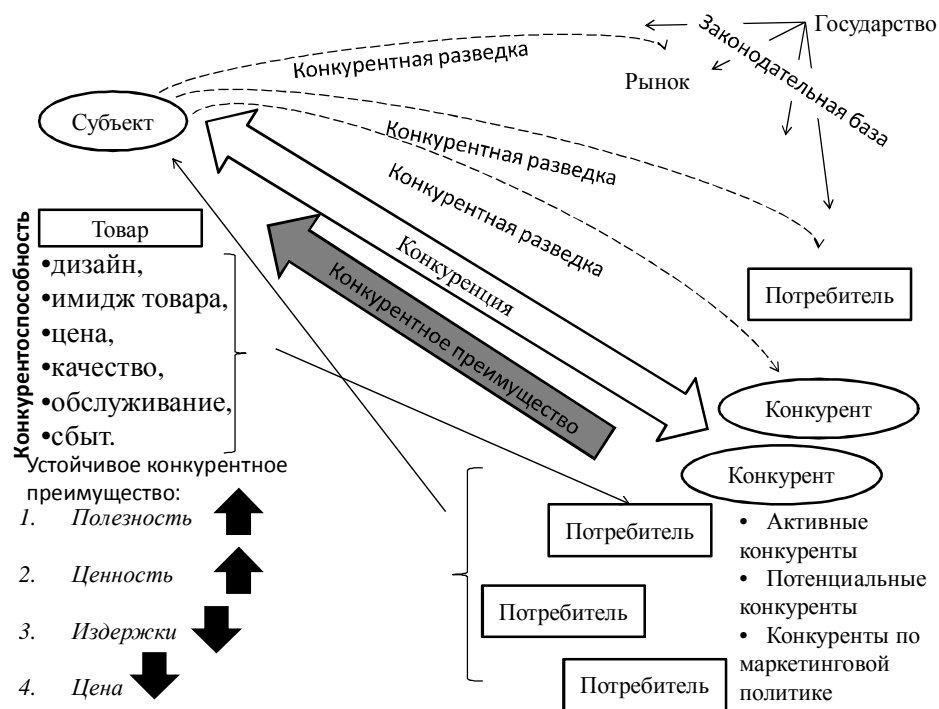 Государство
Законодательная база
Конкурентная разведка
Рынок
Субъект
Конкурентная разведка
Конкурентная разведка
Конкурентоспособность
Товар
•дизайн,
•имидж товара,
•цена,
•качество,
•обслуживание,
•сбыт.
Конкуренция
Конкурентное преимущество
Потребитель
Конкурент
Конкурент
Устойчивое конкурентное
преимущество:
1. Полезность
2. Ценность
3. Издержки
4. Цена
Потребитель
Потребитель
Потребитель
• Активные
конкуренты
• Потенциальные
конкуренты
• Конкуренты по
маркетинговой
политике